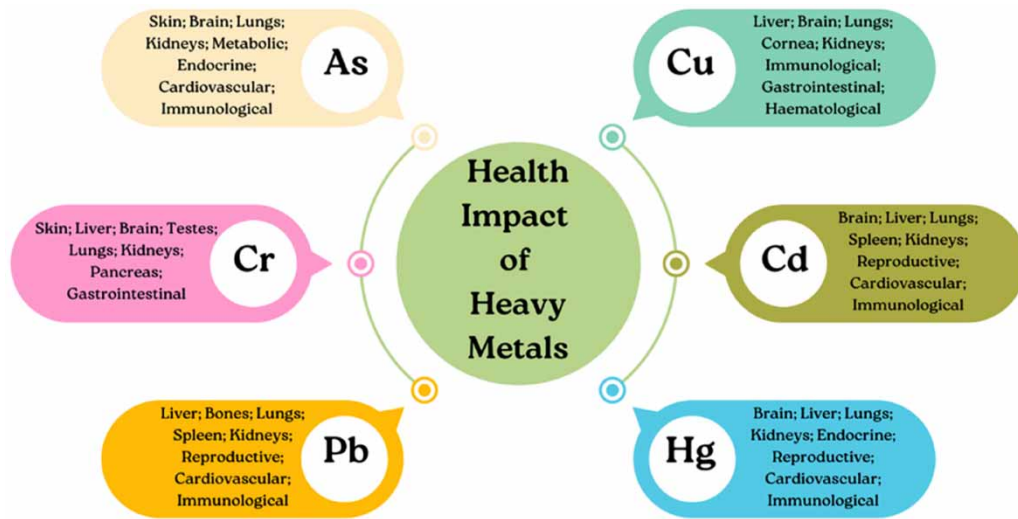 Skin; Brain; Lungs;
Kidneys; Metabolic;
Endocrine;
Cardiovascular;
Immunological
As
Liver; Brain; Lungs;
Cornea; Kidneys;
Immunological;
Gastrointestinal;
Haematological
Cu
Health
Impact
of
Heavy
Metals
Skin; Liver; Brain; Testes;
Lungs; Kidneys;
Pancreas;
Gastrointestinal
Cr
Brain; Liver; Lungs;
Spleen; Kidneys;
Reproductive;
Cardiovascular;
Immunological
Cd
Liver; Bones; Lungs;
Spleen; Kidneys;
Reproductive;
Cardiovascular;
Immunological
Pb
Brain; Liver; Lungs;
Kidneys; Endocrine;
Reproductive;
Cardiovascular;
Immunological
Hg